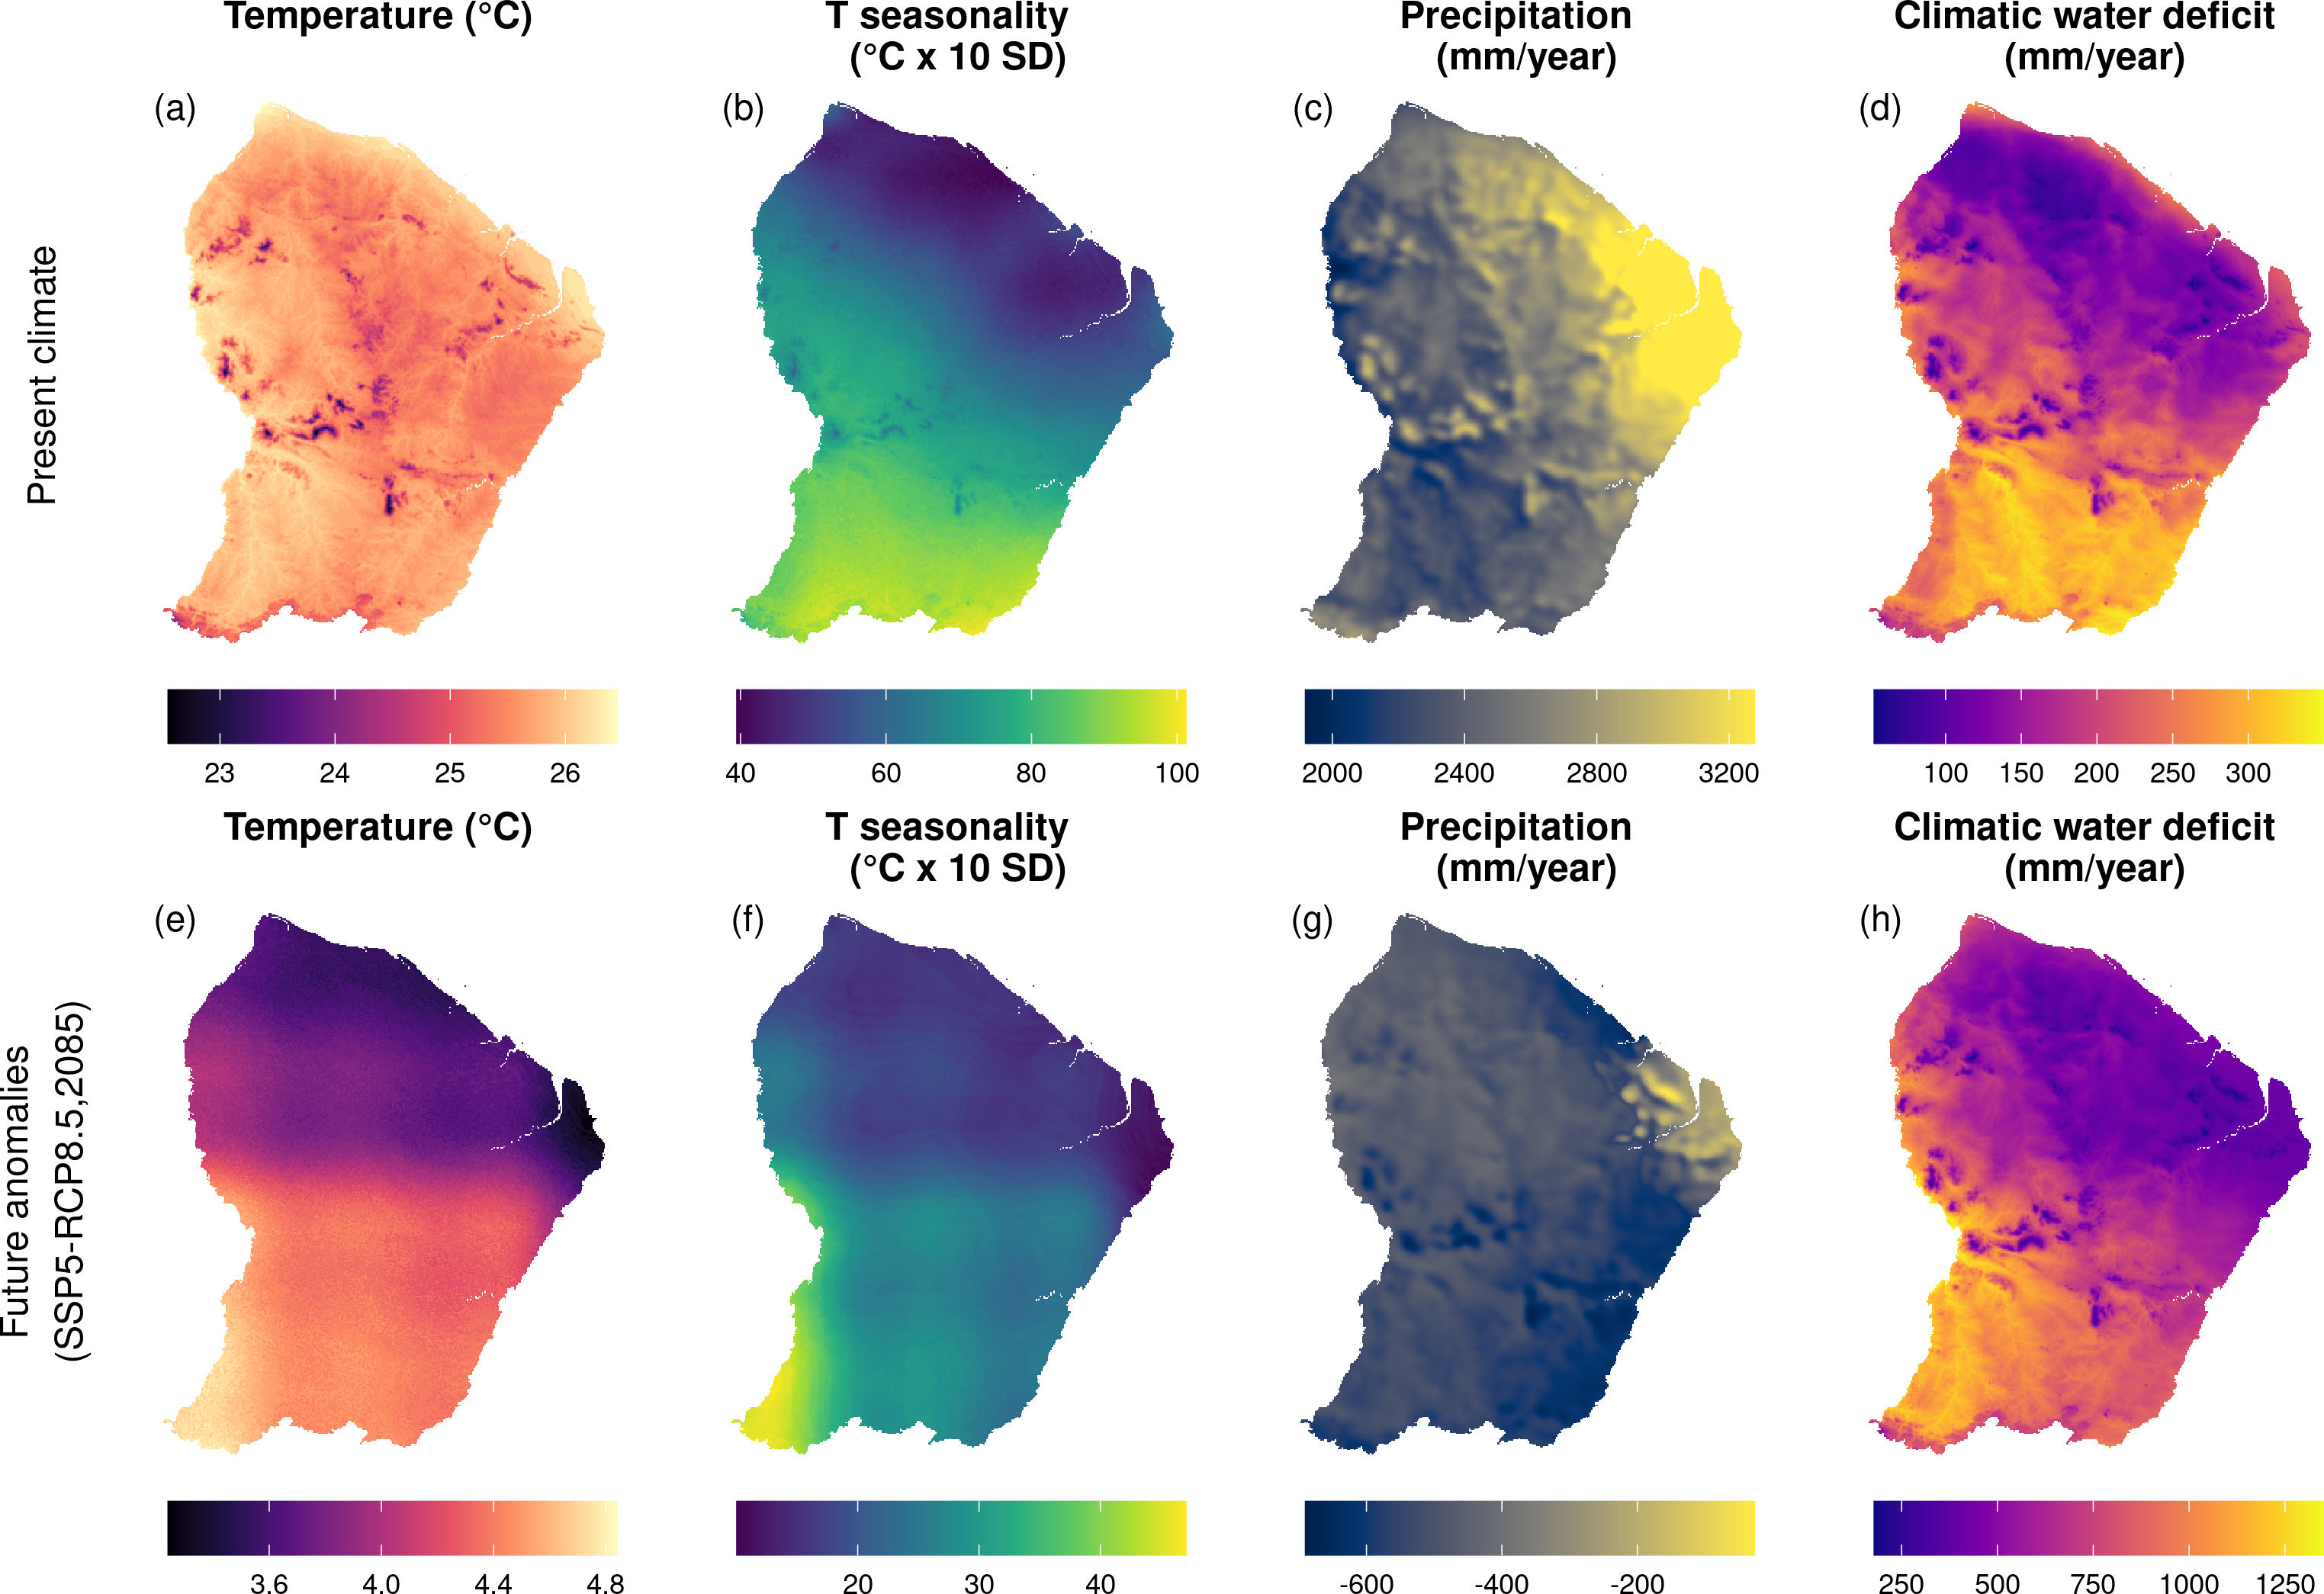 Temperature (°C)
T seasonality
(°C x 10 SD)
Precipitation
(mm/year)
Climatic water deficit
(mm/year)
(a)
(b)
(c)
(d)
Present climate
23 24 25 26
40 60 80 100
2000 2400 2800 3200
100 150 200 250 300
Temperature (°C)
T seasonality
(°C x 10 SD)
Precipitation
(mm/year)
Climatic water deficit
(mm/year)
(e)
(f)
(g)
(h)
Future anomalies
(SSP5-RCP8.5,2085)
3.6 4.0 4.4 4.8
20 30 40
-600 -400 -200
250 500 750 1000 1250